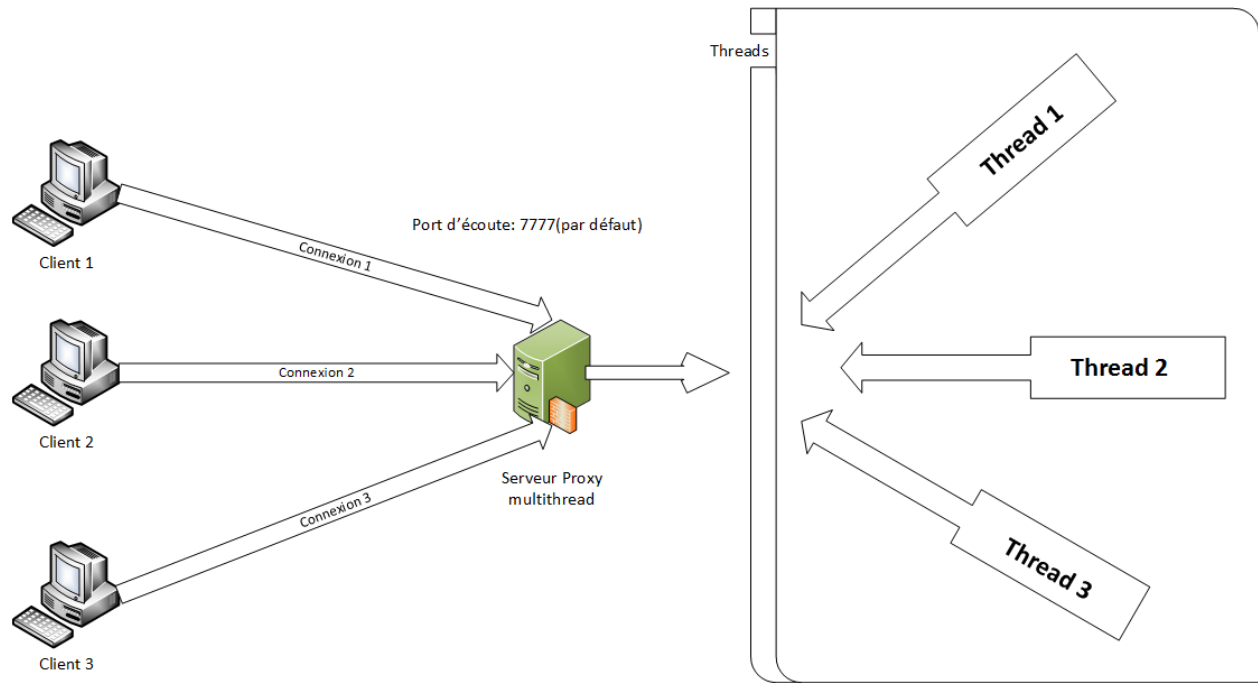 Threads
Thread 1
Port d'écoute: 7777(par défaut)
Connexion 1
Client 1
Connexion 2
Thread 2
Client 2
Serveur Proxy
multithread
Connexion 3
Thread 3
Client 3